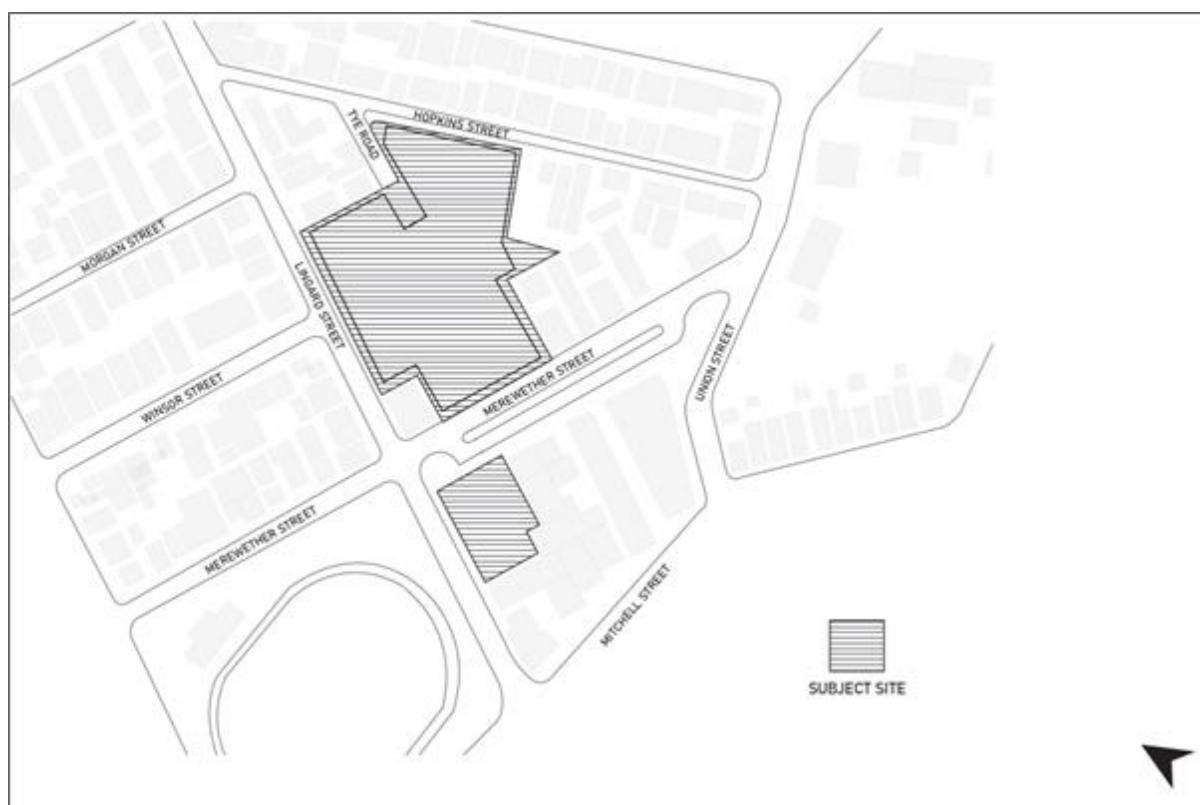 HOPKINS STREET
TYE ROAD
MORGAN STREET
LINGARD STREET
WINSOR STREET
MEREWETHER STREET
UNION STREET
MEREWETHER STREET
MITCHELL STREET
SUBJECT SITE